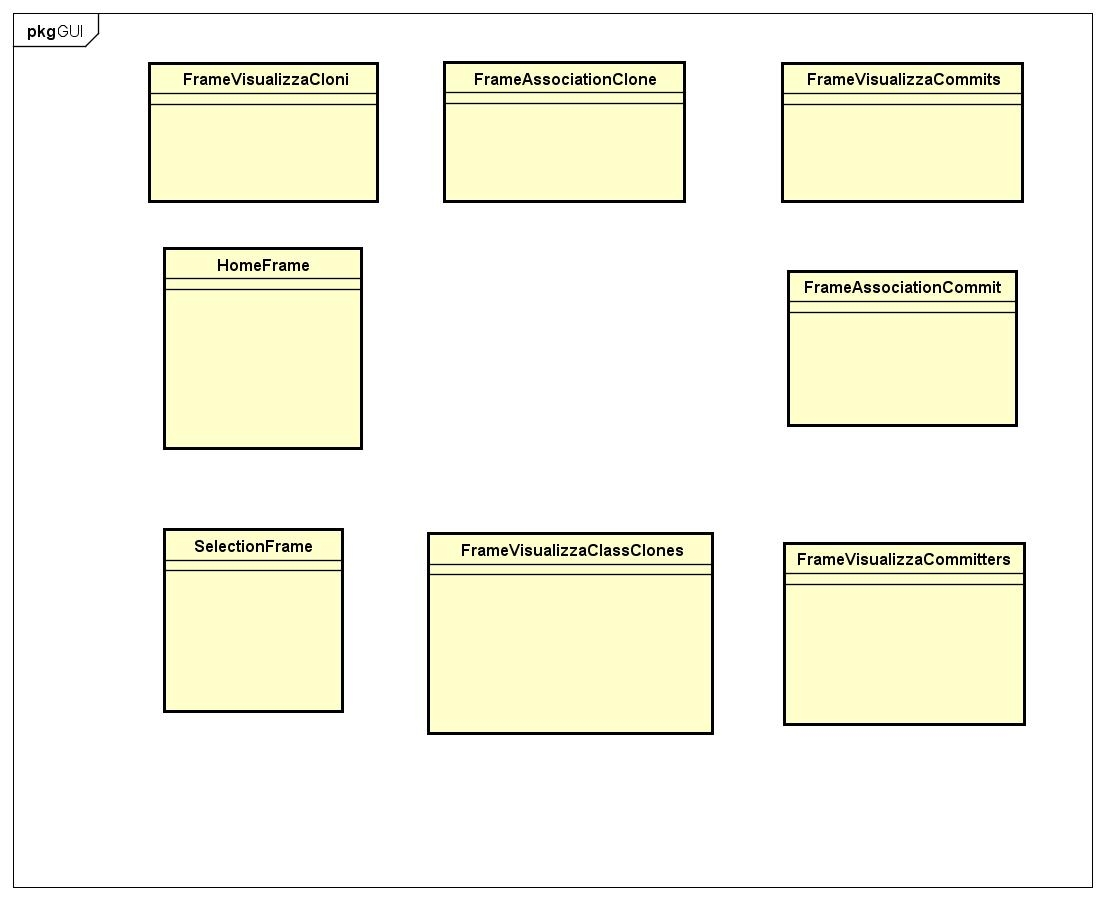 pkgGUI
FrameVisualizzaCloni
FrameAssociationClone
FrameVisualizzaCommits
HomeFrame
FrameAssociationCommit
SelectionFrame
FrameVisualizzaClassClones
FrameVisualizzaCommitters